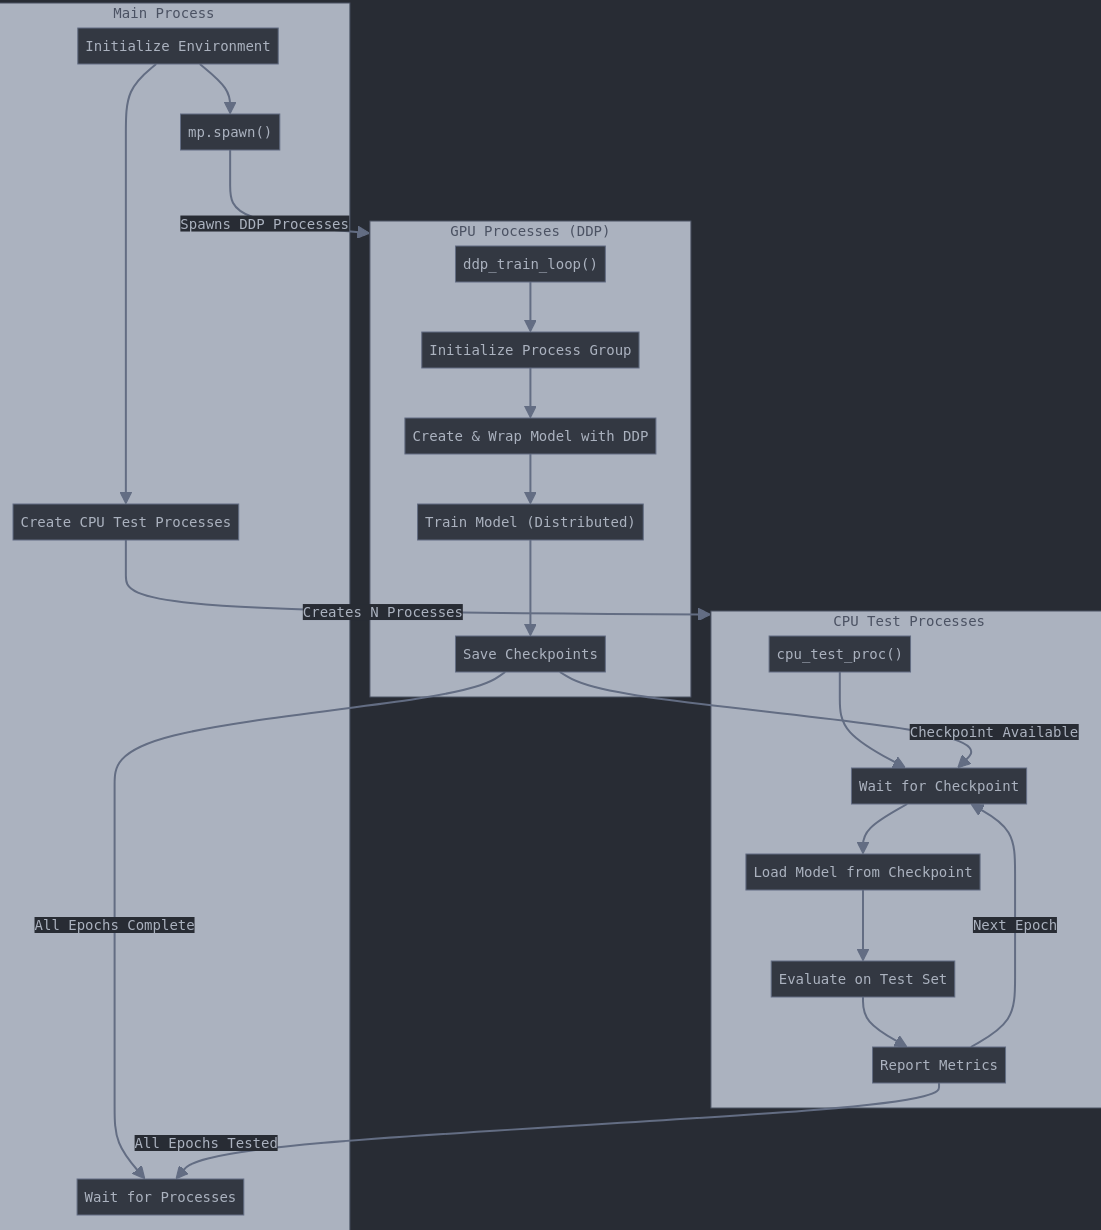 Main Process
Initialize Environment
mp.spawn()
Spawns DDP Processes
GPU Processes (DDP)
ddp_train_loop()
Initialize Process Group
Create & Wrap Model with DDP
Create CPU Test Processes
Train Model (Distributed)
Creates N Processes
CPU Test Processes
Save Checkpoints
cpu_test_proc()
Checkpoint Available
Wait for Checkpoint
Load Model from Checkpoint
All Epochs Complete
Next Epoch
Evaluate on Test Set
Report Metrics
All Epochs Tested
Wait for Processes